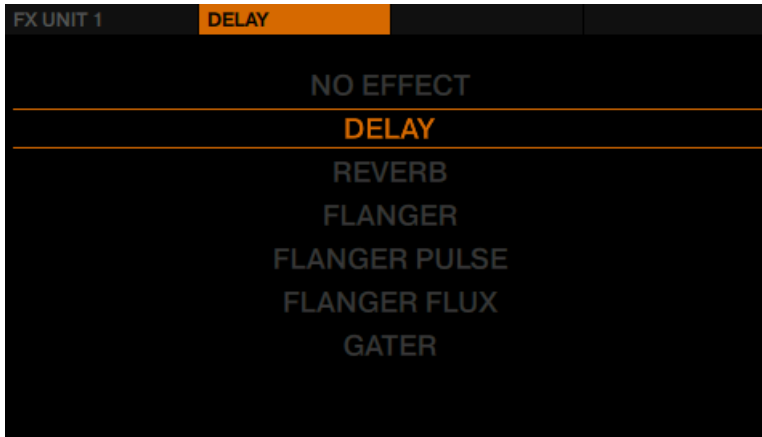 FX UNIT 1 DELAY
NO EFFECT
DELAY
REVERB
FLANGER
FLANGER PULSE
FLANGER FLUX
GATER